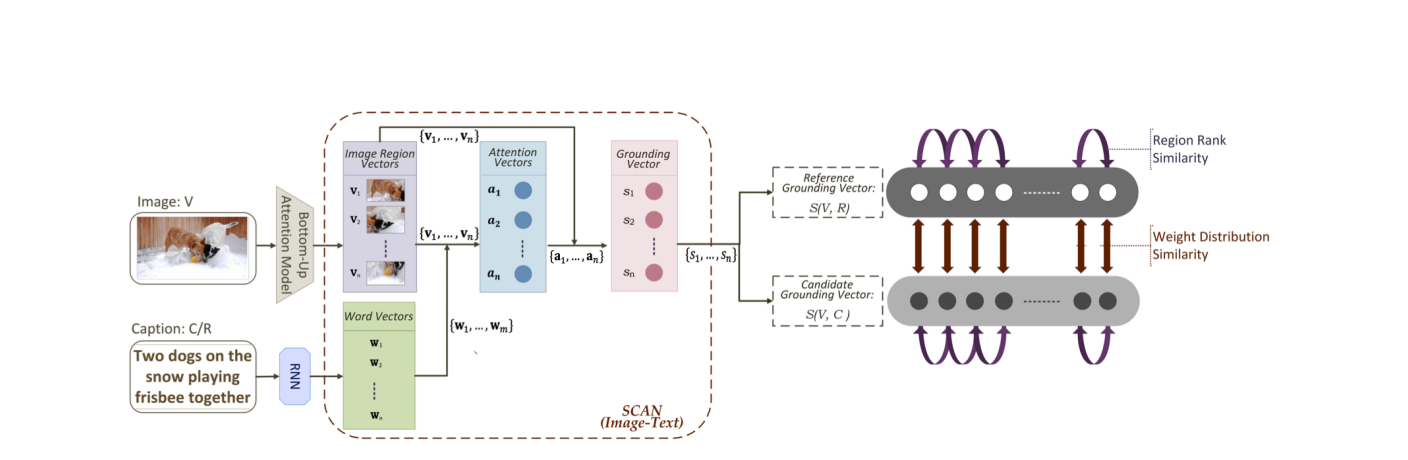 Image: V
Bottom-Up
Attention Model
Caption: C/R
Two dogs on the
snow playing
frisbee together
RNN
{v₁, ... , vₙ}
Image Region
Vectors
v₁
v₂
vₙ
Word Vectors
w₁
w₂
wₙ
{v₁, ... , vₙ}
{w₁, ... , wₘ}
Attention
Vectors
a₁
a₂
aₙ
{a₁, ... , aₙ}
Grounding
Vector
s₁
s₂
sₙ
{s₁, ... , sₙ}
SCAN
(Image-Text)
Reference
Grounding Vector:
S(V, R)
Candidate
Grounding Vector:
S(V, C )
Region Rank
Similarity
Weight Distribution
Similarity